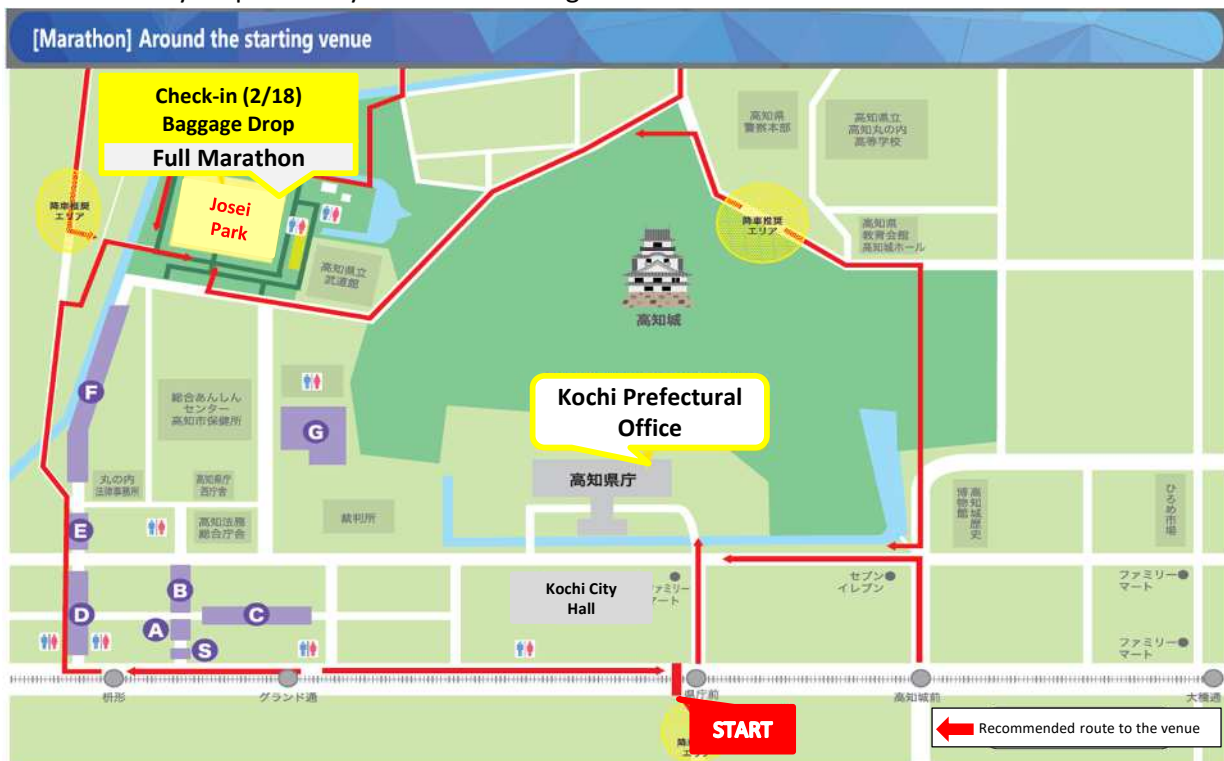 [Marathon] Around the starting venue
Check-in (2/18)
Baggage Drop
Full Marathon
高知県
警察本部
高知県立
高知丸の内
高等学校
降車推奨
エリア
Josei
Park
降車推奨
エリア
高知県
教育会館
高知城ホール
高知県立
武道館
高知城
F
総合あんしん
センター
高知市保健所
G
Kochi Prefectural
Office
高知県庁
丸の内
法律事務所
高知県庁
西庁舎
高知城歴史
博物館
ひろめ市場
E
高知法務
総合庁舎
裁判所
B
Kochi City
Hall
ファミリー
マート
セブン
イレブン
ファミリー
マート
D
C
A
S
ファミリー
マート
枡形
グランド通
県庁前
高知城前
大橋通
START
Recommended route to the venue